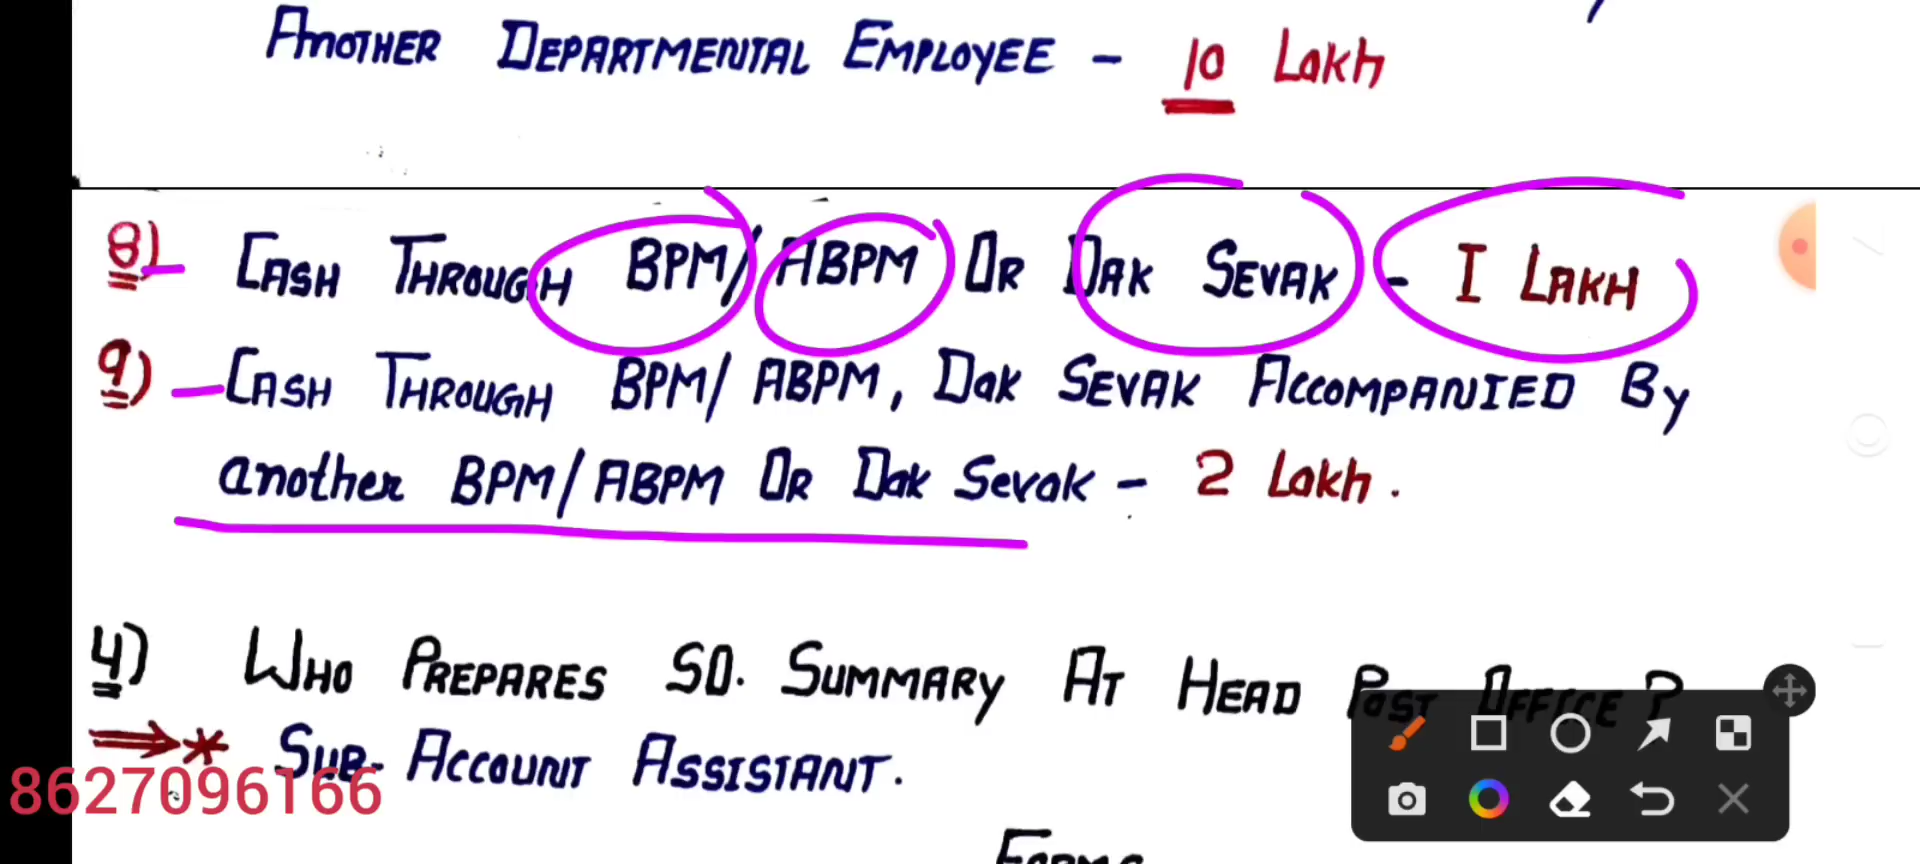 ANOTHER DEPARTMENTAL EMPLOYEE - 10 Lakh
8) CASH THROUGH BPM/ABPM OR DAK SEVAK - I LAKH
9) CASH THROUGH BPM/ABPM, Dak SEVAK ACCOMPANIED By
another BPM/ABPM OR Dak Sevak - 2 Lakh.
4) WHO PREPARES SO. SUMMARY AT HEAD POST OFFICE?
⇒* SUB-ACCOUNT ASSISTANT.
8627096166